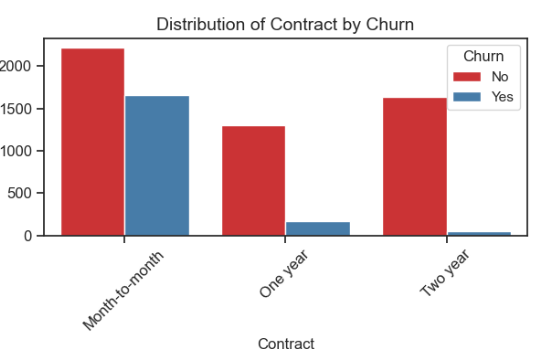 Distribution of Contract by Churn
Churn
No
Yes
2000
1500
1000
500
0
Month-to-month
One year
Two year
Contract